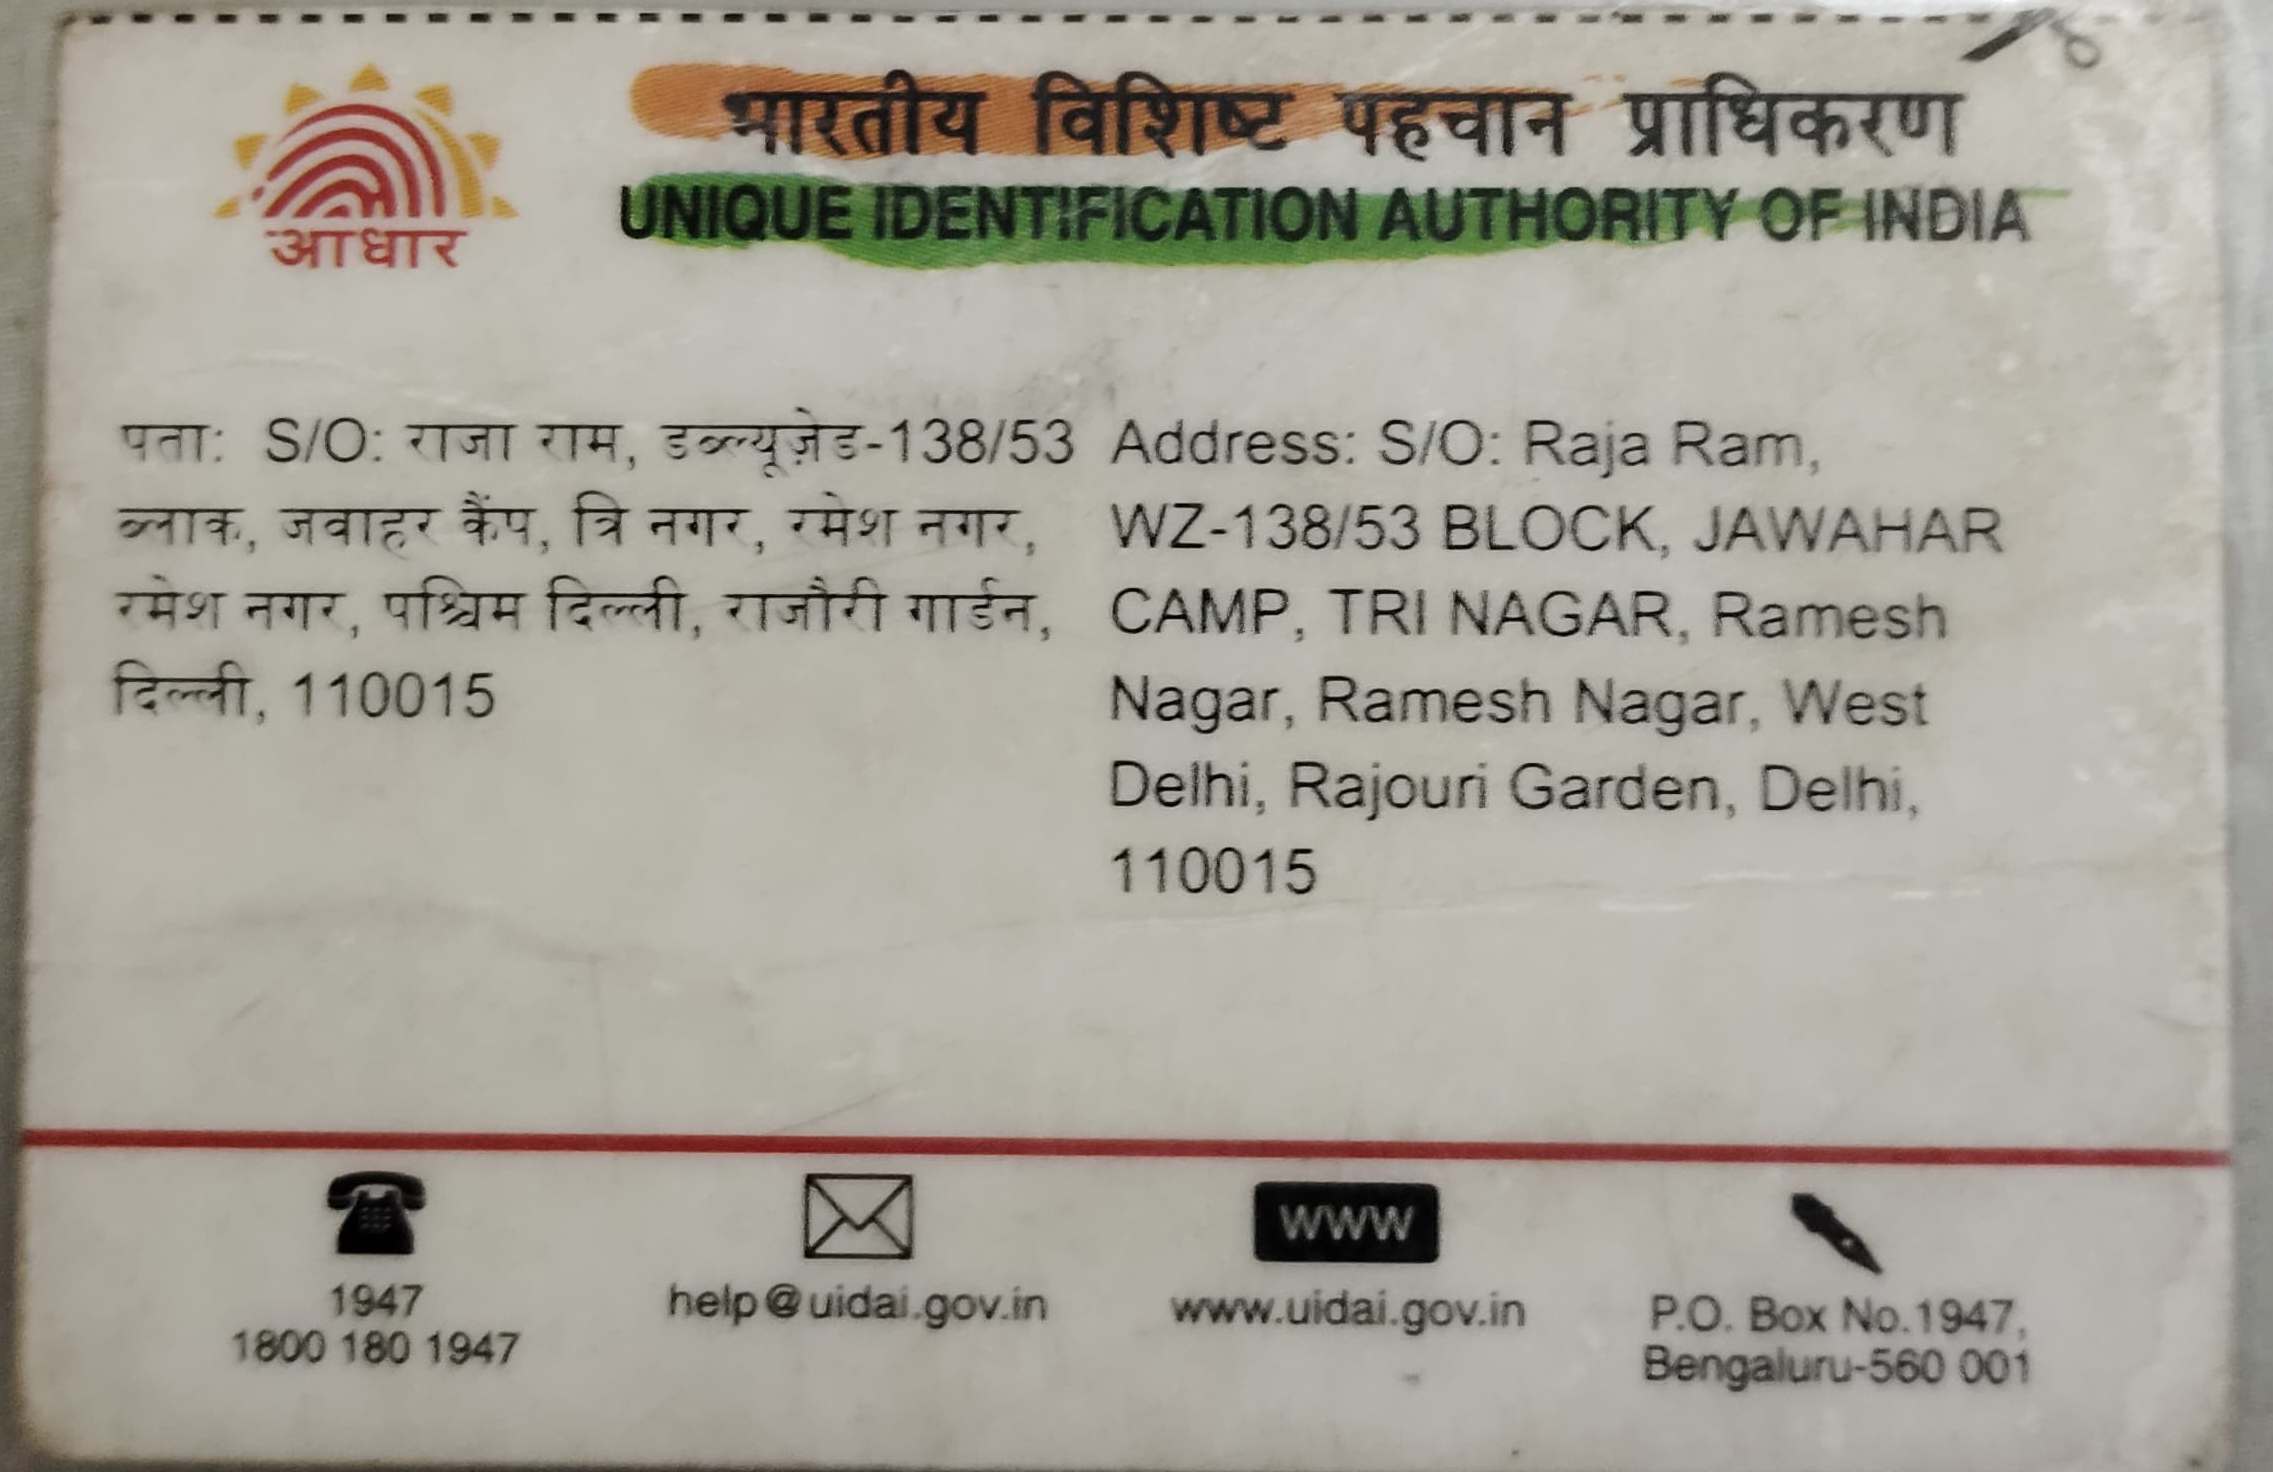 भारतीय विशिष्ट पहचान प्राधिकरण
UNIQUE IDENTIFICATION AUTHORITY OF INDIA
आधार
पता: S/O: राजा राम, डब्ल्यूज़ेड-138/53
ब्लाक, जवाहर कैंप, त्रि नगर, रमेश नगर,
रमेश नगर, पश्चिम दिल्ली, राजौरी गार्डन,
दिल्ली, 110015
Address: S/O: Raja Ram,
WZ-138/53 BLOCK, JAWAHAR
CAMP, TRI NAGAR, Ramesh
Nagar, Ramesh Nagar, West
Delhi, Rajouri Garden, Delhi,
110015
1947
1800 180 1947
help@uidai.gov.in
WWW
www.uidai.gov.in
P.O. Box No.1947,
Bengaluru-560 001